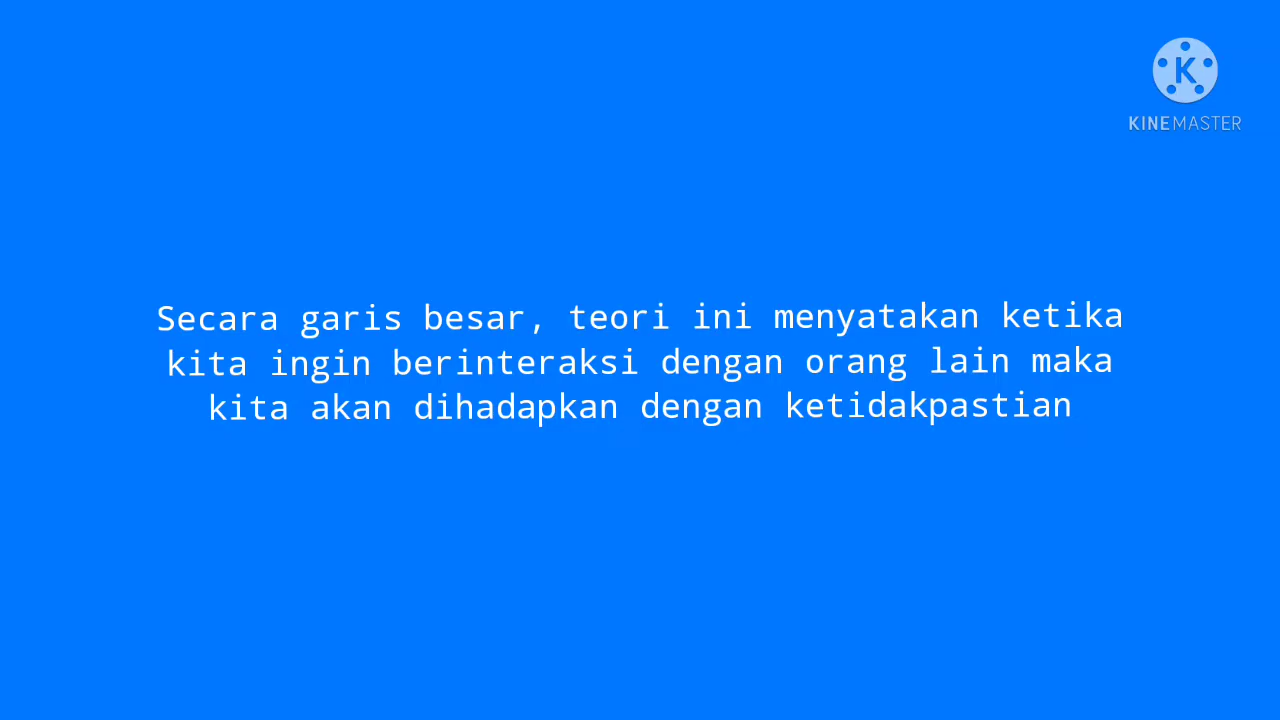 K
KINEMASTER
Secara garis besar, teori ini menyatakan ketika
kita ingin berinteraksi dengan orang lain maka
kita akan dihadapkan dengan ketidakpastian